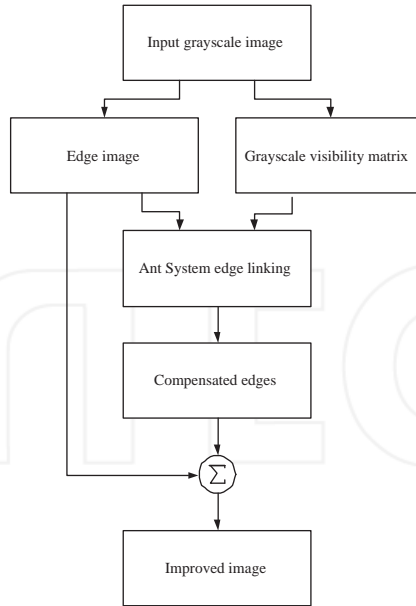 Input grayscale image
Edge image
Grayscale visibility matrix
Ant System edge linking
Compensated edges
Σ
Improved image